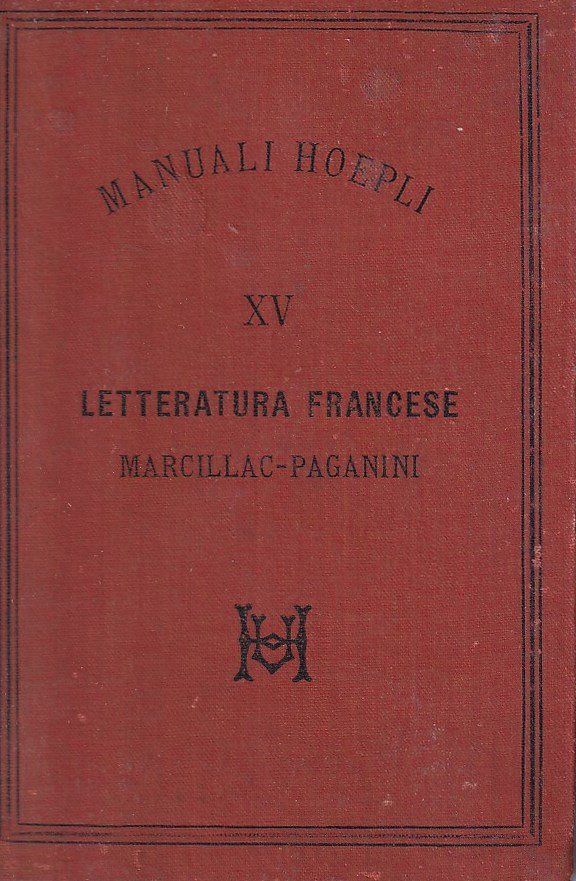 MANUALI HOEPLI
XV
LETTERATURA FRANCESE
MARCILLAC-PAGANINI